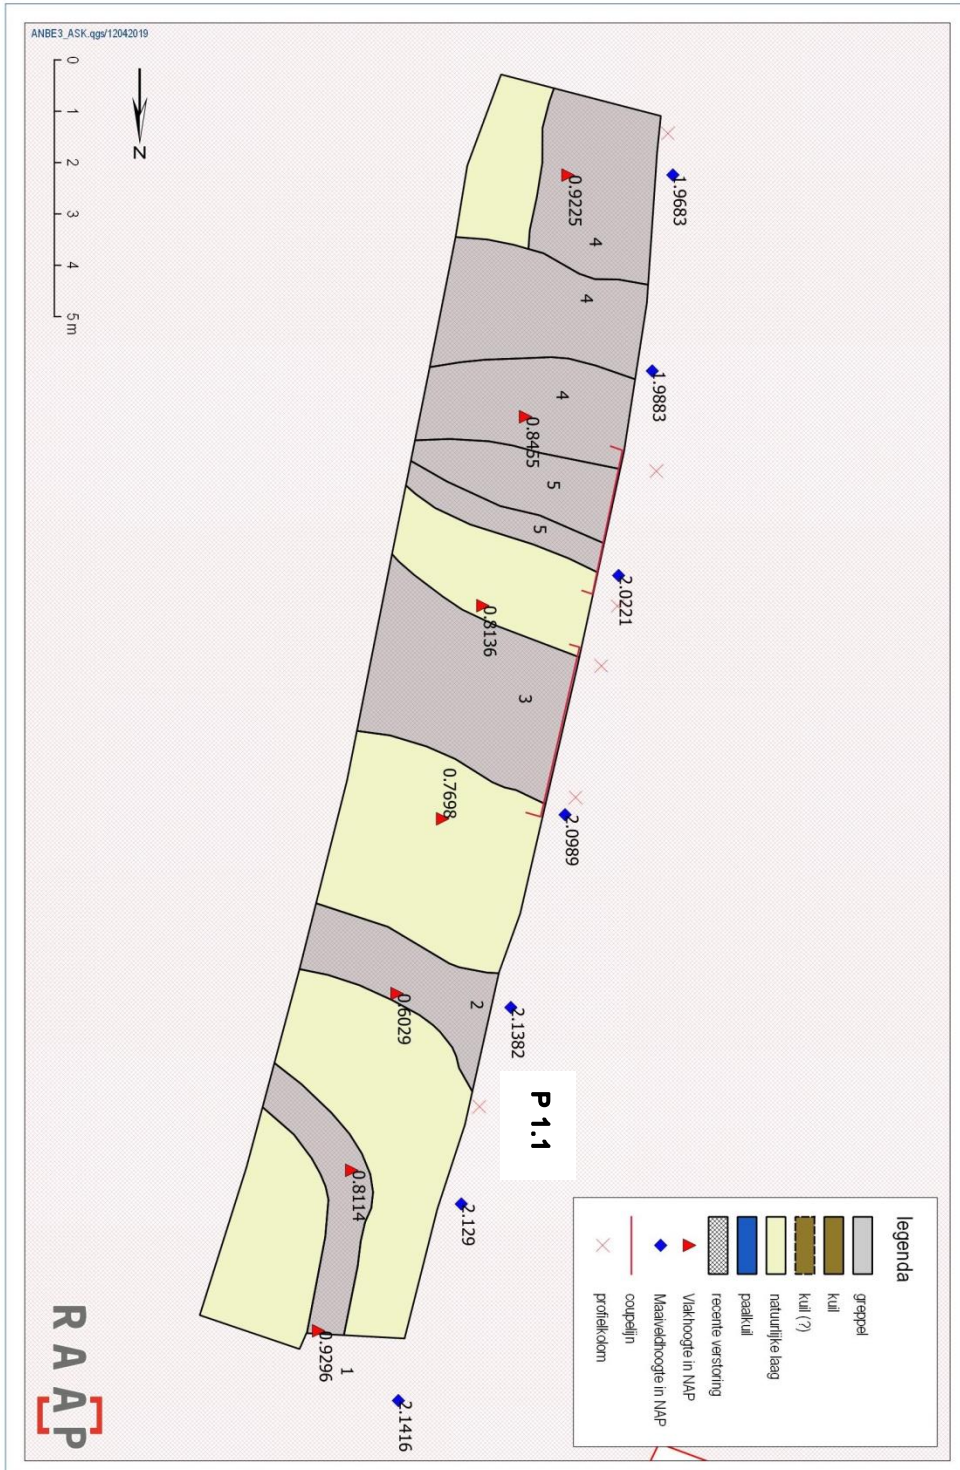 ANBE3_ASK.qgs/12042019
0
1
2
3
4
5 m
N
1.9683
0.9225
4
4
1.9883
4
0.8455
5
5
2.0221
0.8136
3
0.7698
2.0989
2
0.6029
2.1382
P 1.1
0.8114
2.129
0.9296
1
2.1416
legenda
greppel
kuil
kuil (?)
natuurlijke laag
paalkuil
recente verstoring
Vlakhoogte in NAP
Maaiveldhoogte in NAP
coupelijn
profielkolom
RAAP